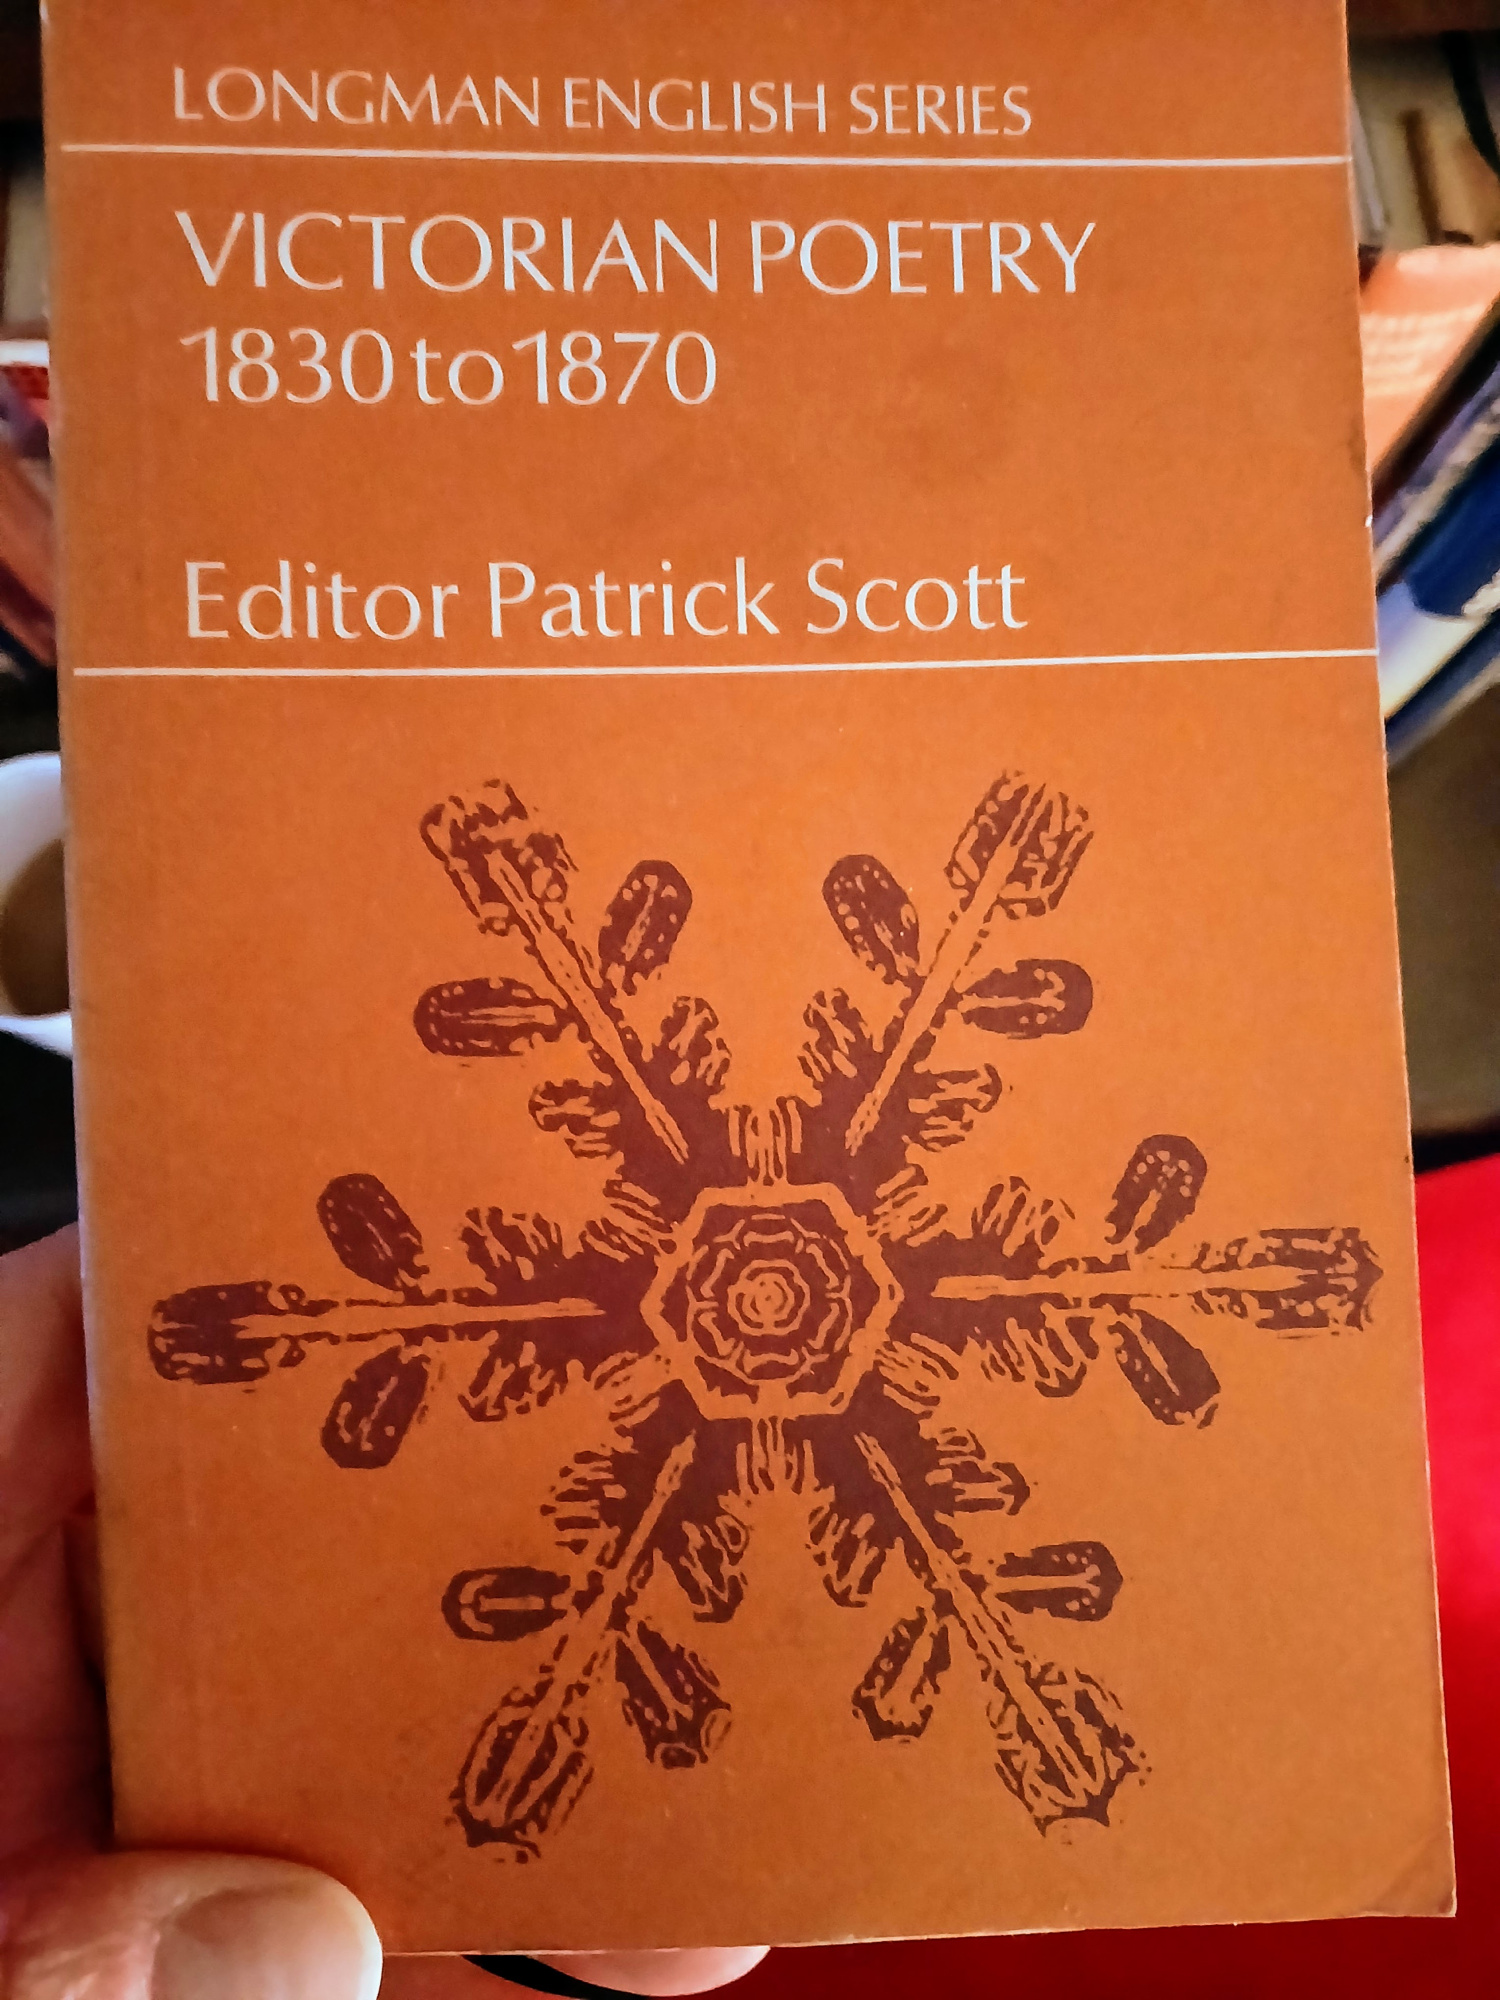 LONGMAN ENGLISH SERIES
VICTORIAN POETRY
1830 to 1870
Editor Patrick Scott